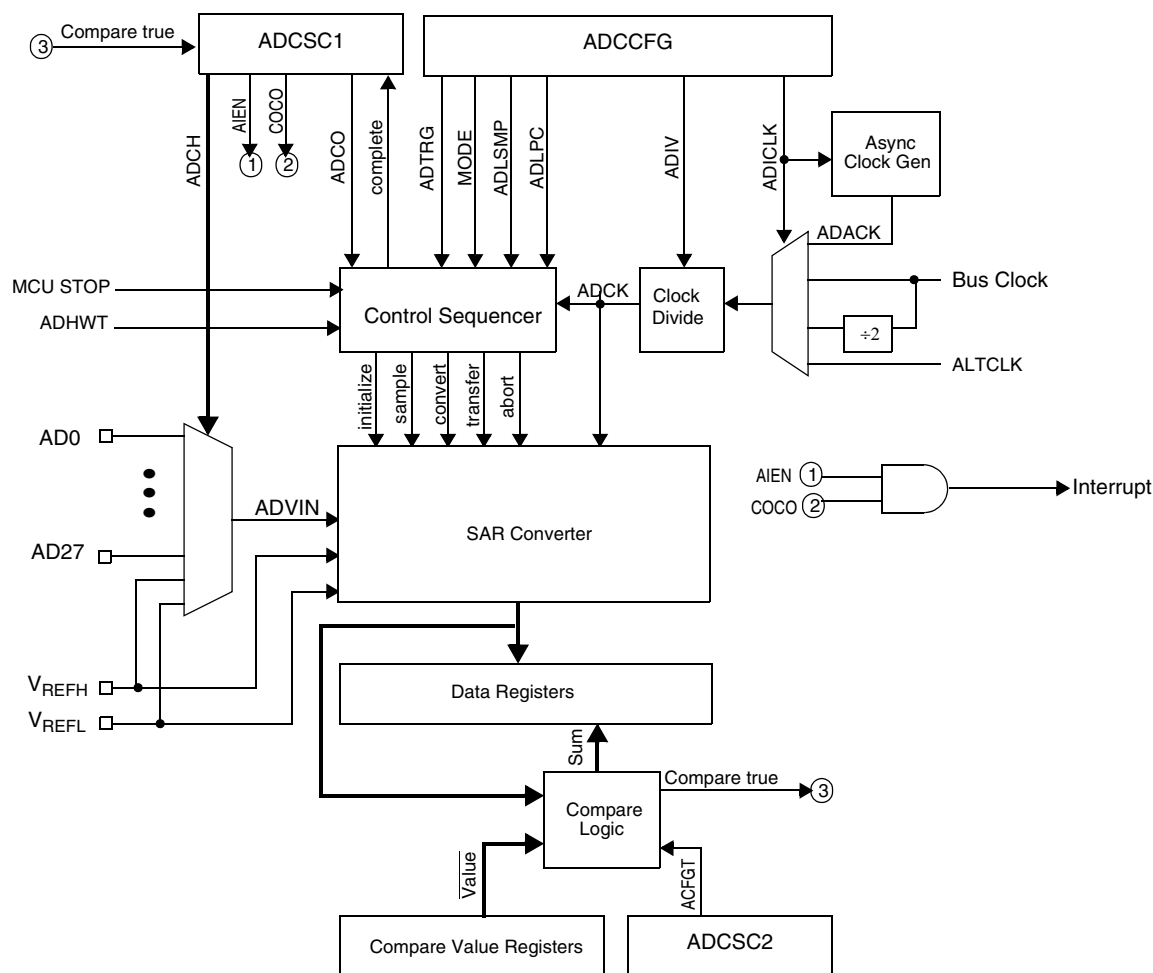 3
Compare true
ADCSC1
ADCCFG
ADCH
AIEN
COCO
ADCO
complete
ADTRG
MODE
ADLSMP
ADLPC
ADIV
ADICLK
1
2
Async
Clock Gen
ADACK
MCU STOP
ADHWT
Control Sequencer
ADCK
Clock
Divide
Bus Clock
÷2
ALTCLK
initialize
sample
convert
transfer
abort
AD0
AD27
ADVIN
SAR Converter
AIEN 1
COCO 2
Interrupt
VREFH
VREFL
Data Registers
Sum
Compare
Logic
Compare true
3
Value
ACFGT
Compare Value Registers
ADCSC2